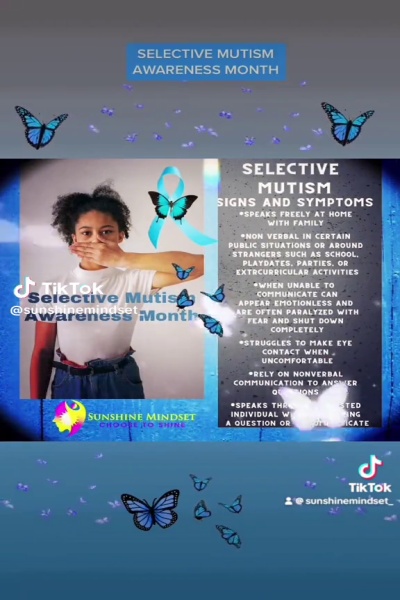 SELECTIVE MUTISM
AWARENESS MONTH
TikTok
@sunshinemindset_
Selective Mutism
Awareness Month
SUNSHINE MINDSET
CHOOSE TO SHINE
SELECTIVE
MUTISM
SIGNS AND SYMPTOMS
*SPEAKS FREELY AT HOME
WITH FAMILY
*NON VERBAL IN CERTAIN
PUBLIC SITUATIONS OR AROUND
STRANGERS SUCH AS SCHOOL,
PLAYDATES, PARTIES, OR
EXTRCURRICULAR ACTIVITIES
*WHEN UNABLE TO
COMMUNICATE CAN
APPEAR EMOTIONLESS AND
ARE OFTEN PARALYZED WITH
FEAR AND SHUT DOWN
COMPLETELY
*STRUGGLES TO MAKE EYE
CONTACT WHEN
UNCOMFORTABLE
*RELY ON NONVERBAL
COMMUNICATION TO ANSWER
QUESTIONS
*SPEAKS
INDIVIDUAL
A QUESTION OR
TikTok
@sunshinemindset_